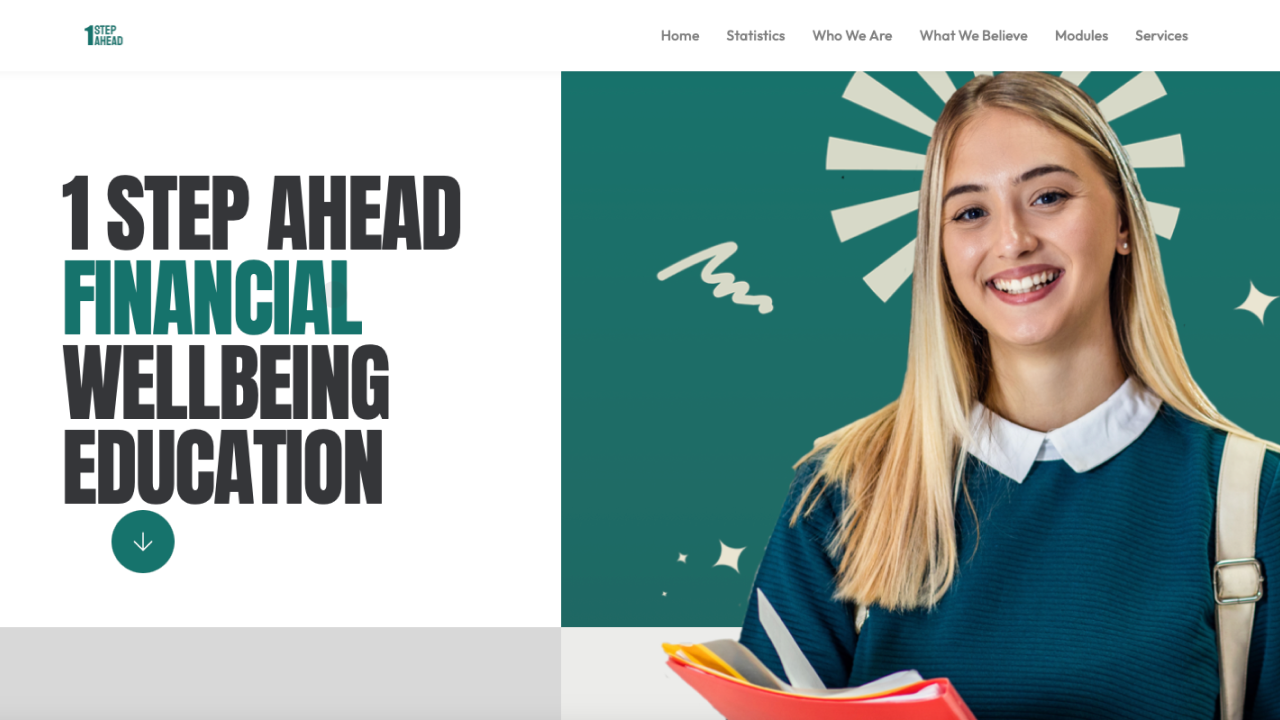 1 STEP
AHEAD
Home Statistics Who We Are What We Believe Modules Services
1 STEP AHEAD
FINANCIAL
WELLBEING
EDUCATION